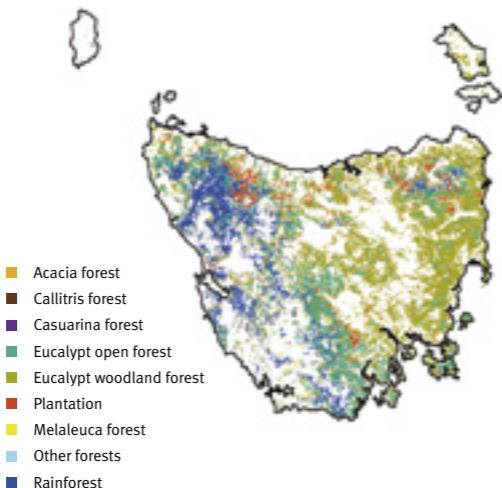 Acacia forest
Callitris forest
Casuarina forest
Eucalypt open forest
Eucalypt woodland forest
Plantation
Melaleuca forest
Other forests
Rainforest